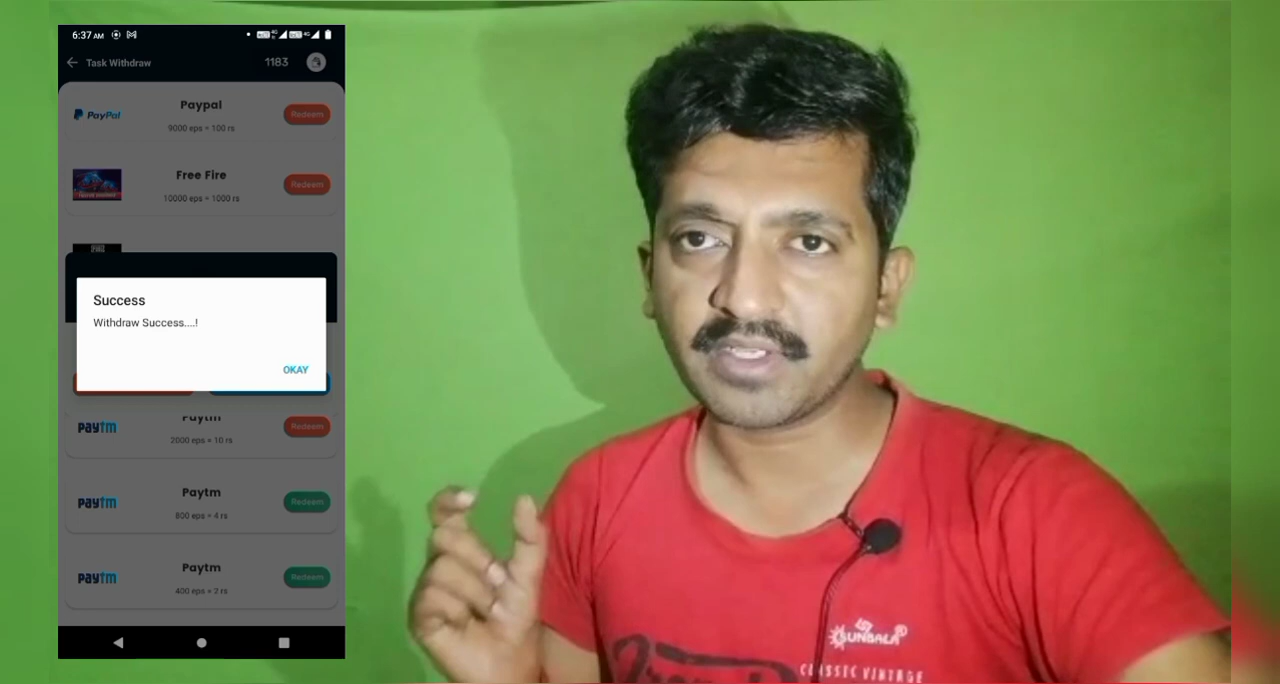 6:37 AM
Task Withdraw
1183
PayPal
Paypal
Redeem
9000 eps = 100 rs
Free Fire
Redeem
10000 eps = 1000 rs
Success
Withdraw Success....!
OKAY
paytm
Paytm
Redeem
2000 eps = 10 rs
paytm
Paytm
Redeem
800 eps = 4 rs
paytm
Paytm
Redeem
400 eps = 2 rs
SUNBALA
CLASSIC VINTAGE